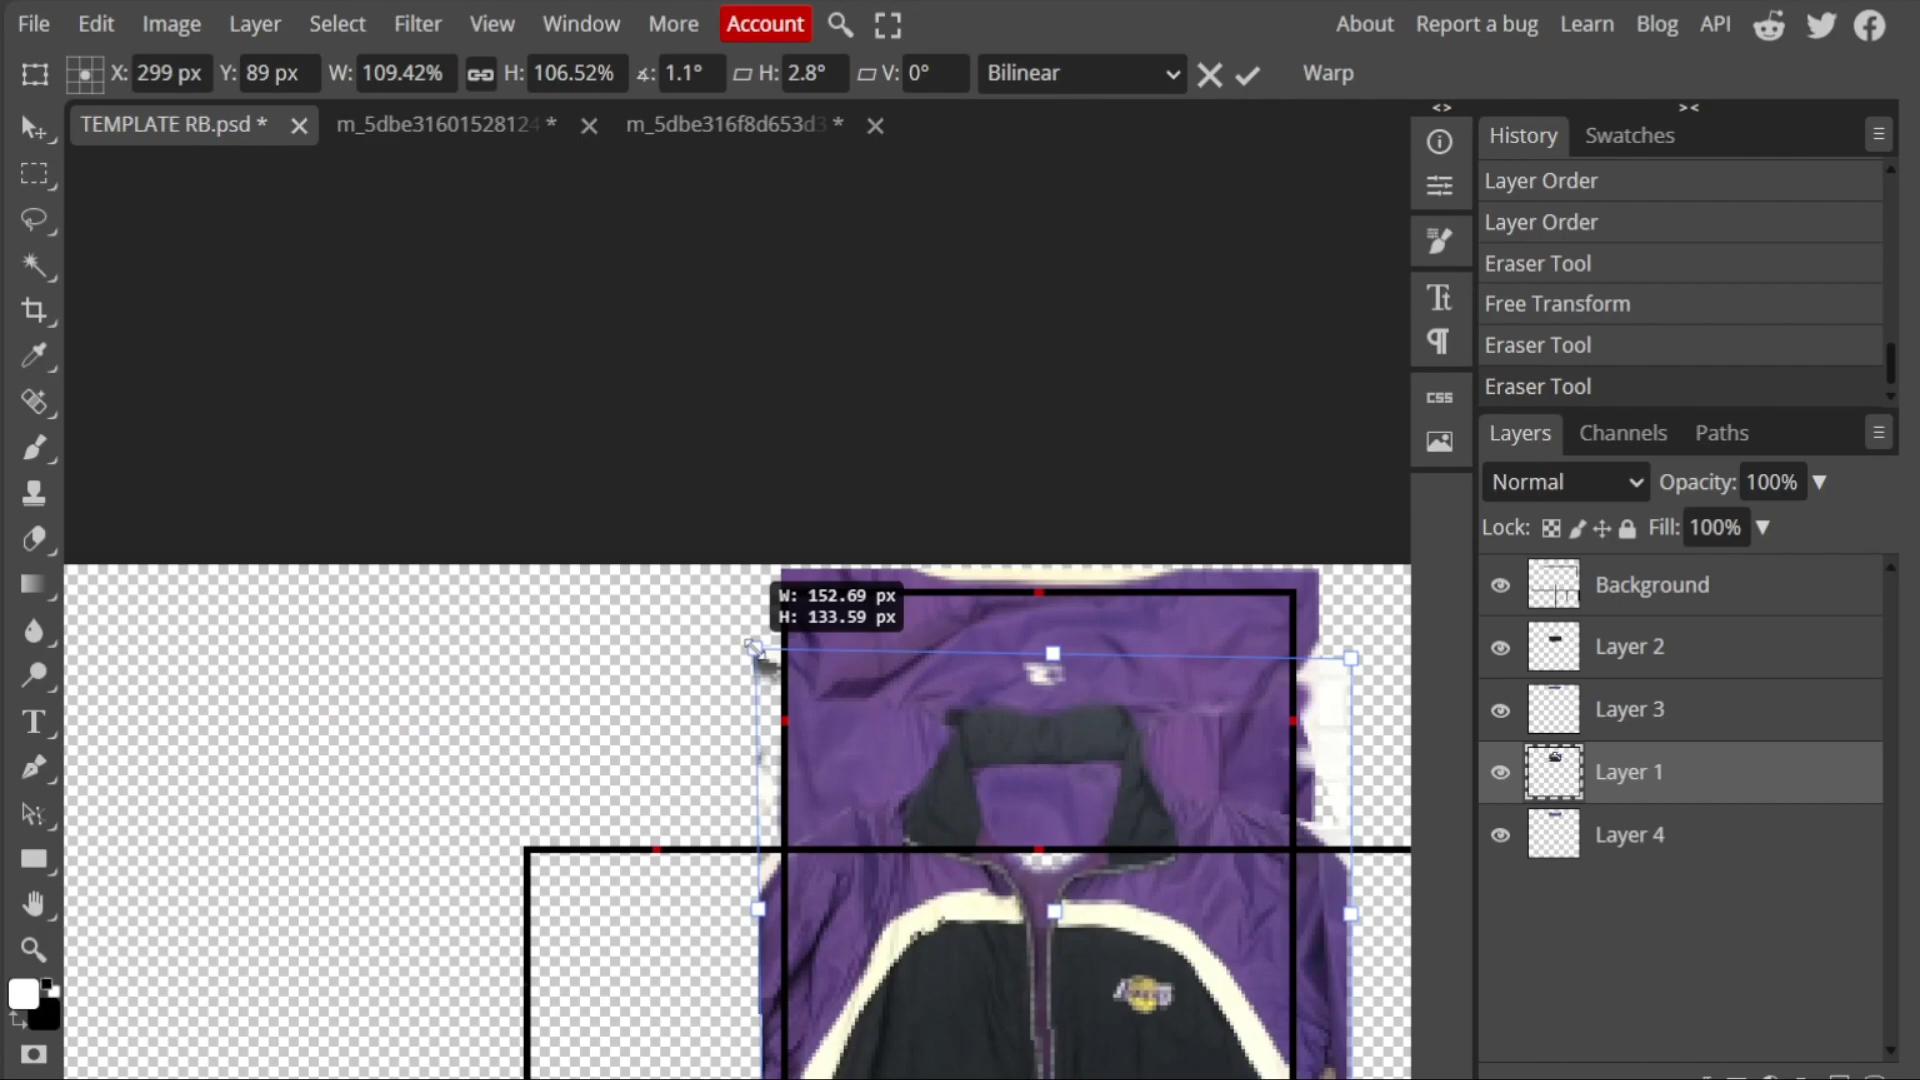 File Edit Image Layer Select Filter View Window More Account About Report a bug Learn Blog API
X: 299 px Y: 89 px W: 109.42% H: 106.52% ∡: 1.1° H: 2.8° V: 0° Bilinear Warp
TEMPLATE RB.psd * m_5dbe31601528124 * m_5dbe316f8d653d3 *
History Swatches
Layer Order
Layer Order
Eraser Tool
Free Transform
Eraser Tool
Eraser Tool
CSS
Layers Channels Paths
Normal Opacity: 100%
Lock: Fill: 100%
Background
Layer 2
Layer 3
Layer 1
Layer 4
W: 152.69 px
H: 133.59 px